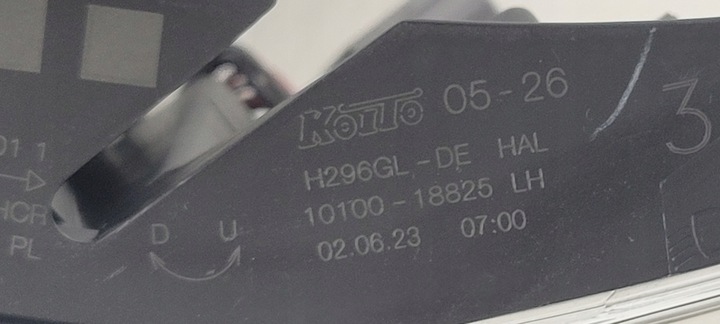 KOITO 05-26
H296GL-DE HAL
10100-18825 LH
02.06.23 07:00
3
01 1
HCR
PL
D U